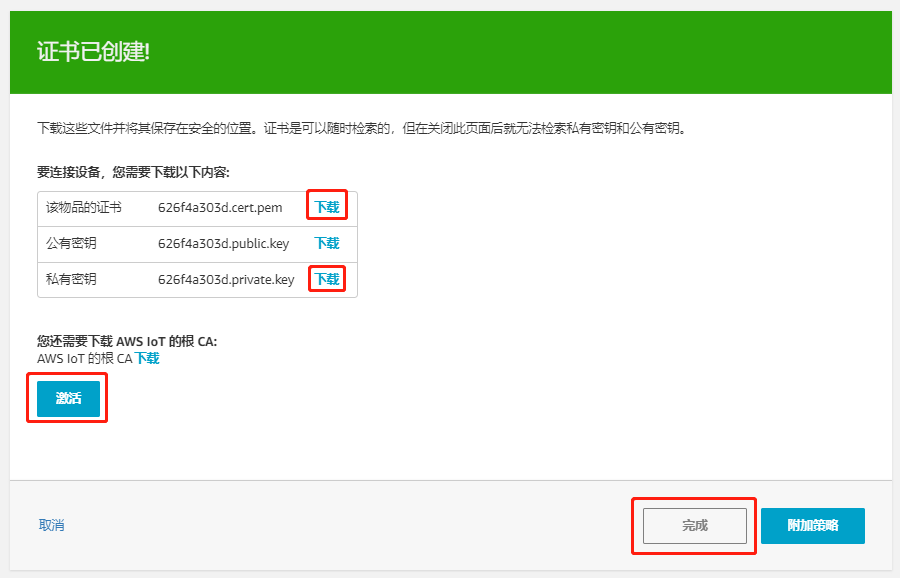 证书已创建!
下载这些文件并将其保存在安全的位置。证书是可以随时检索的，但在关闭此页面后就无法检索私有密钥和公有密钥。
要连接设备，您需要下载以下内容:
该物品的证书 626f4a303d.cert.pem 下载
公有密钥 626f4a303d.public.key 下载
私有密钥 626f4a303d.private.key 下载
您还需要下载 AWS IoT 的根 CA:
AWS IoT 的根 CA 下载
激活
取消 完成 附加策略